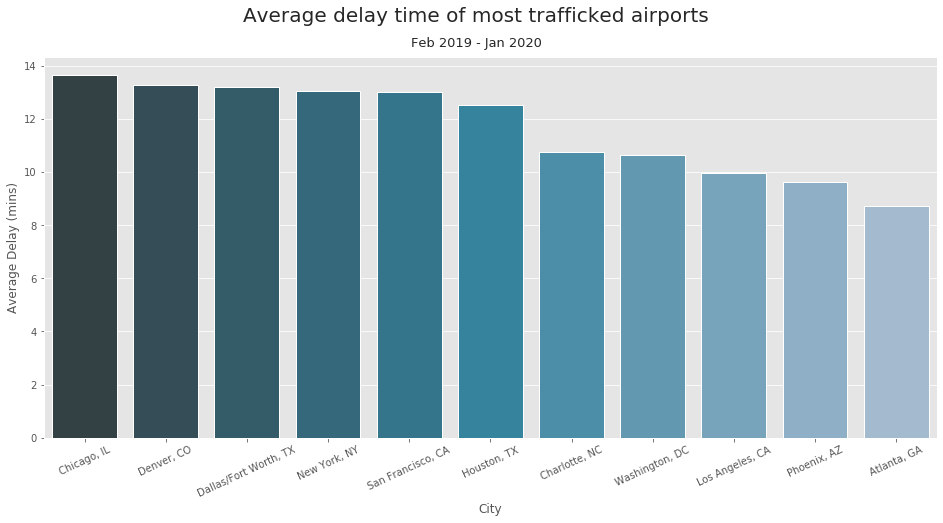 Average delay time of most trafficked airports
Feb 2019 - Jan 2020
Average Delay (mins)
14
12
10
8
6
4
2
0
Chicago, IL
Denver, CO
Dallas/Fort Worth, TX
New York, NY
San Francisco, CA
Houston, TX
Charlotte, NC
Washington, DC
Los Angeles, CA
Phoenix, AZ
Atlanta, GA
City